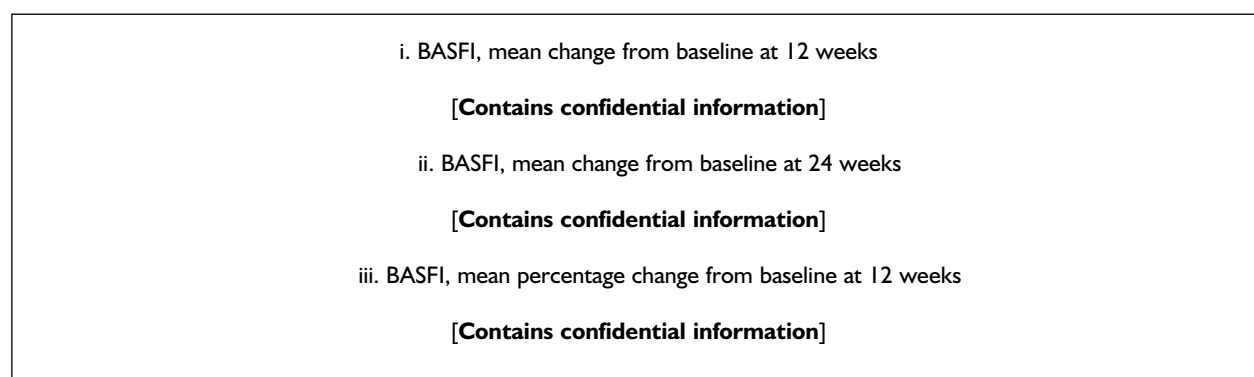 i. BASFI, mean change from baseline at 12 weeks
[Contains confidential information]
ii. BASFI, mean change from baseline at 24 weeks
[Contains confidential information]
iii. BASFI, mean percentage change from baseline at 12 weeks
[Contains confidential information]